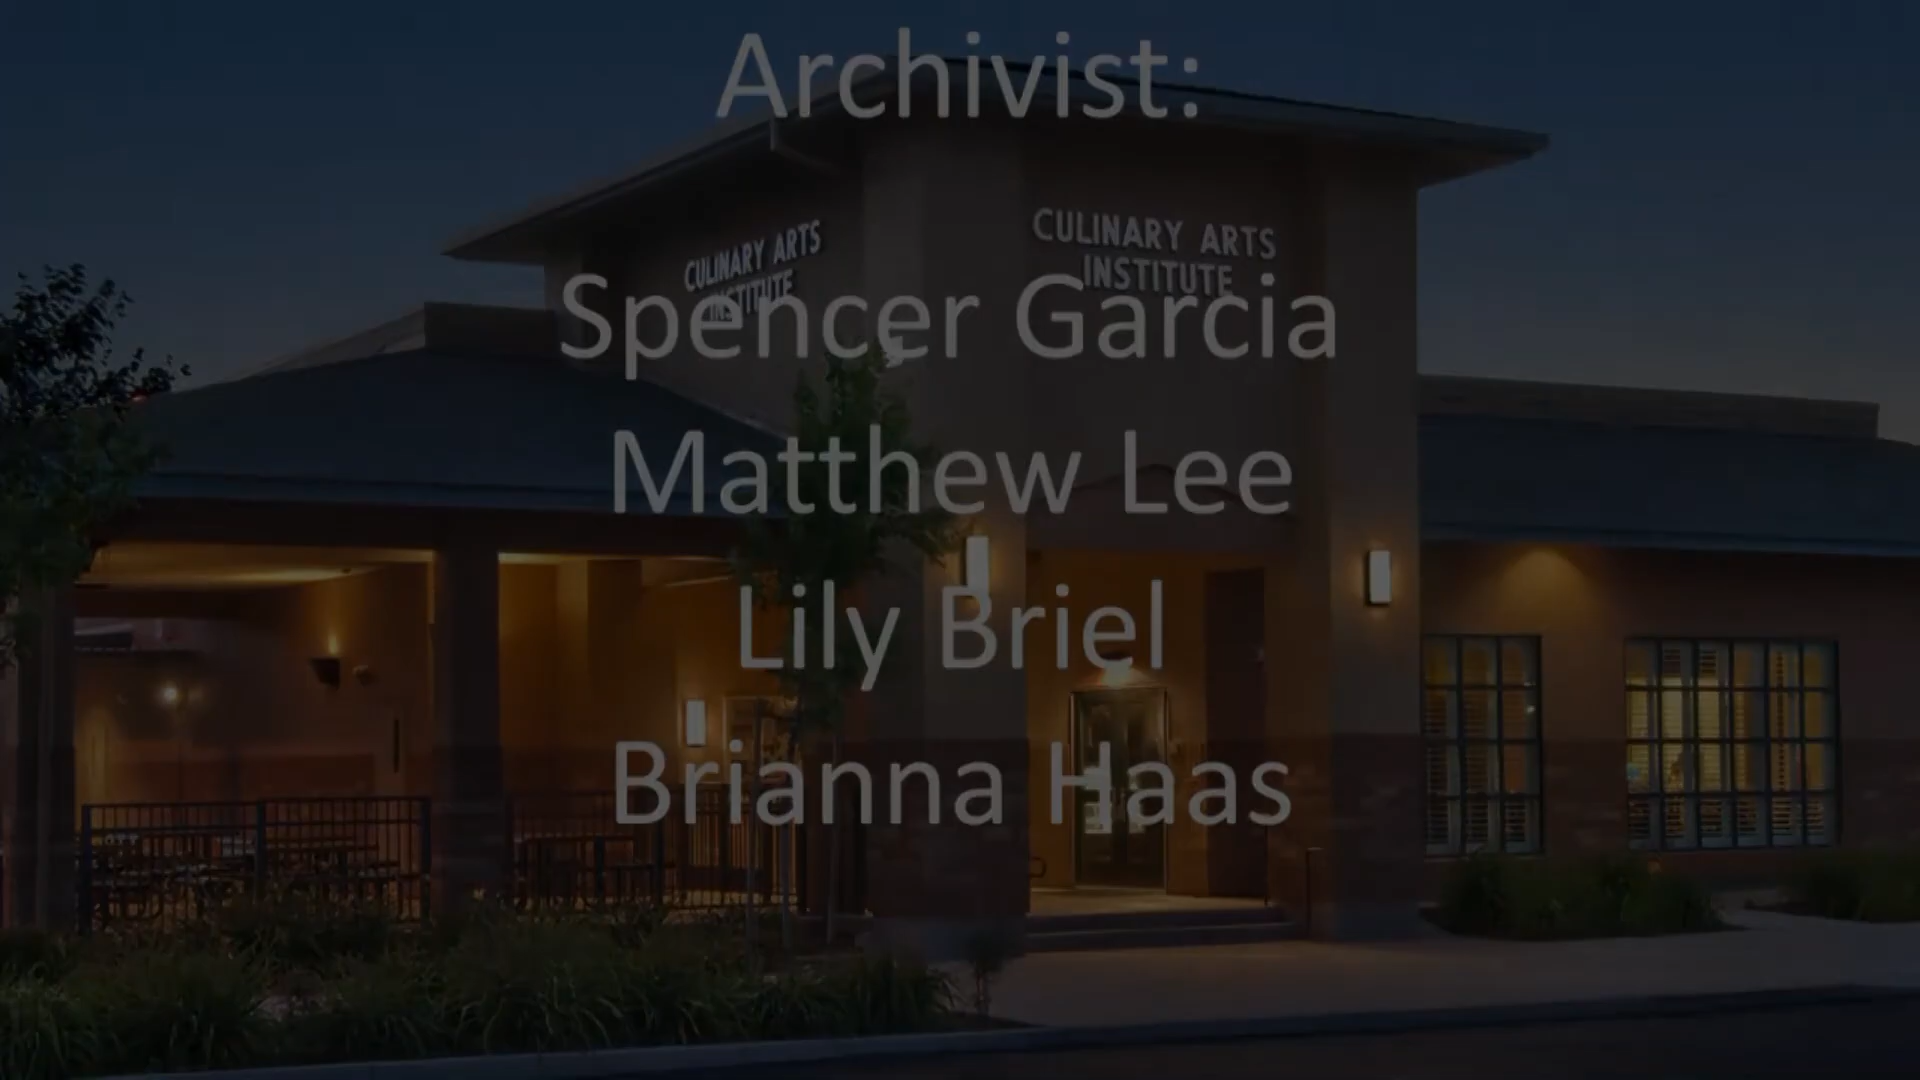 Archivist:
CULINARY ARTS
INSTITUTE
CULINARY ARTS
INSTITUTE
Spencer Garcia
Matthew Lee
Lily Briel
Brianna Haas